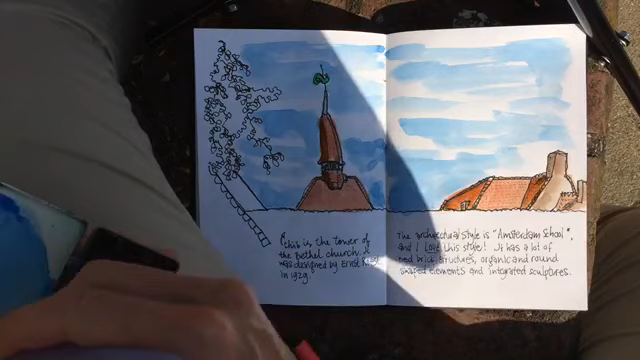 this is the tower of
the Bethel church. it
was designed by Ernst
in 1929.
The architectural style is "Amsterdam School",
and I love this style! It has a lot of
red brick structures, organic and round
shaped elements and integrated sculptures.